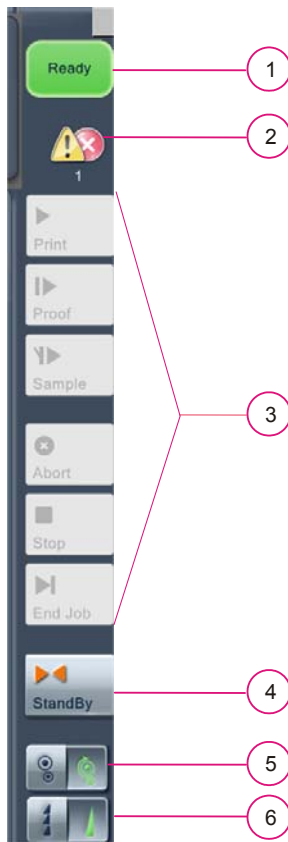 Ready
1
2
1
Print
Proof
Sample
3
Abort
Stop
End Job
StandBy
4
5
6